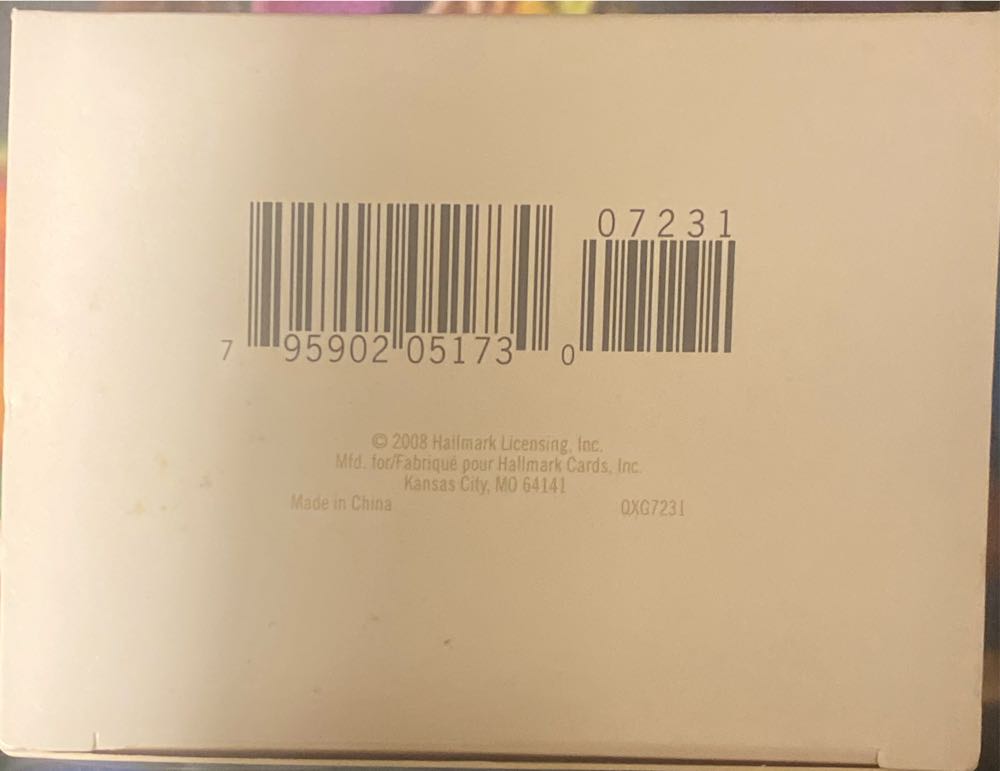 07231
7 95902 05173 0
© 2008 Hallmark Licensing, Inc.
Mfd. for/Fabriqué pour Hallmark Cards, Inc.
Kansas City, MO 64141
Made in China QXG7231